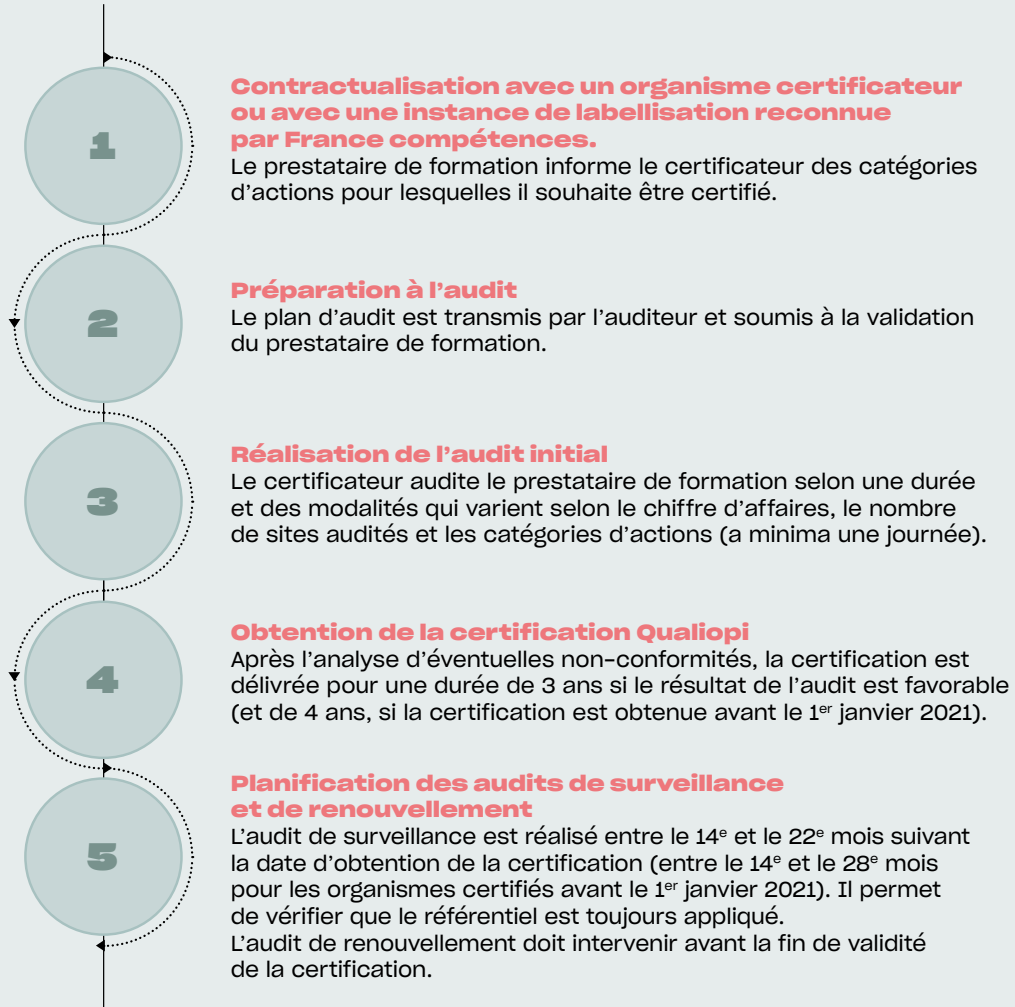 1
Contractualisation avec un organisme certificateur
ou avec une instance de labellisation reconnue
par France compétences.
Le prestataire de formation informe le certificateur des catégories
d’actions pour lesquelles il souhaite être certifié.
2
Préparation à l’audit
Le plan d’audit est transmis par l’auditeur et soumis à la validation
du prestataire de formation.
3
Réalisation de l’audit initial
Le certificateur audite le prestataire de formation selon une durée
et des modalités qui varient selon le chiffre d’affaires, le nombre
de sites audités et les catégories d’actions (a minima une journée).
4
Obtention de la certification Qualiopi
Après l’analyse d’éventuelles non-conformités, la certification est
délivrée pour une durée de 3 ans si le résultat de l’audit est favorable
(et de 4 ans, si la certification est obtenue avant le 1er janvier 2021).
5
Planification des audits de surveillance
et de renouvellement
L’audit de surveillance est réalisé entre le 14e et le 22e mois suivant
la date d’obtention de la certification (entre le 14e et le 28e mois
pour les organismes certifiés avant le 1er janvier 2021). Il permet
de vérifier que le référentiel est toujours appliqué.
L’audit de renouvellement doit intervenir avant la fin de validité
de la certification.